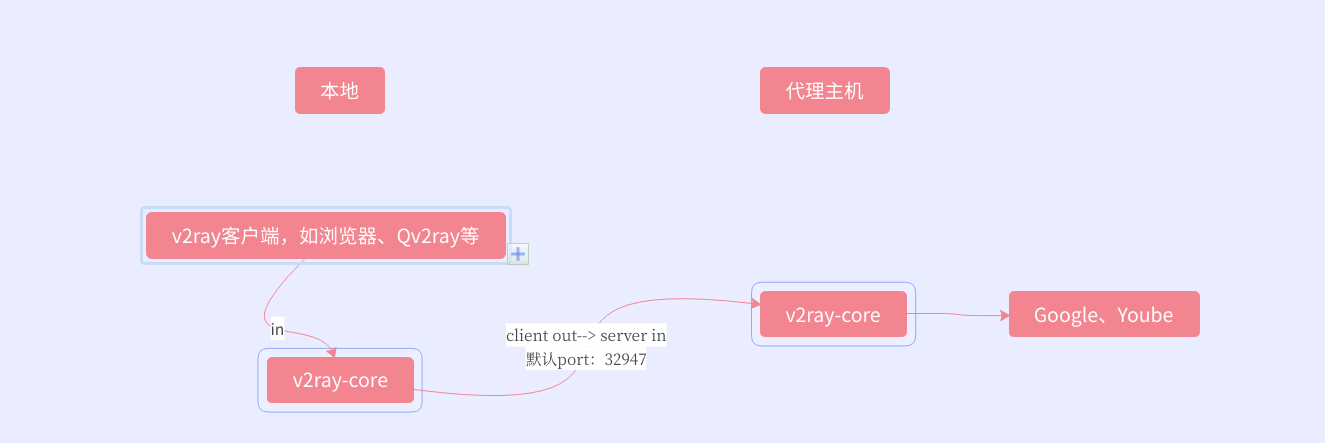 本地
代理主机
v2ray客户端，如浏览器、Qv2ray等
in
v2ray-core
client out--> server in
默认port：32947
v2ray-core
Google、Yoube